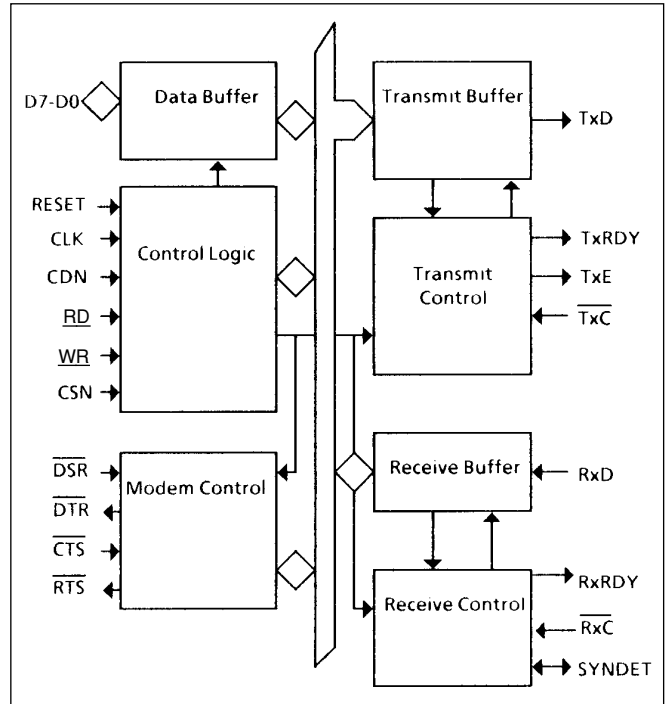 D7-D0
Data Buffer
Transmit Buffer
TxD
RESET
CLK
CDN
RD
WR
CSN
Control Logic
Transmit
Control
TxRDY
TxE
TxC
DSR
DTR
CTS
RTS
Modem Control
Receive Buffer
RxD
Receive Control
RxRDY
RxC
SYNDET